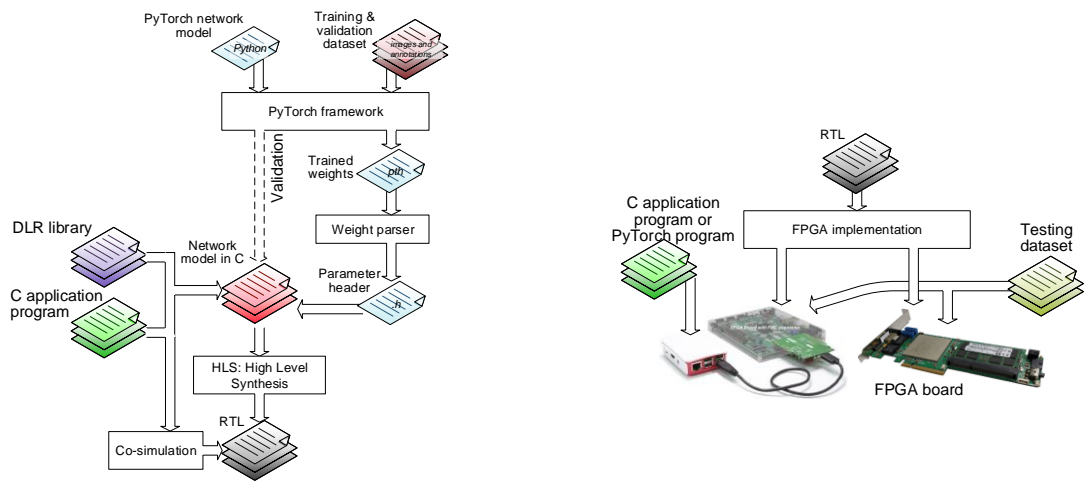 PyTorch network
model
Python
Training &
validation
dataset
images and
annotations
PyTorch framework
Validation
Trained
weights
pth
Weight parser
DLR library
Network
model in C
Parameter
header
.h
C application
program
HLS: High Level
Synthesis
RTL
Co-simulation
RTL
C application
program or
PyTorch program
FPGA implementation
Testing
dataset
FPGA board